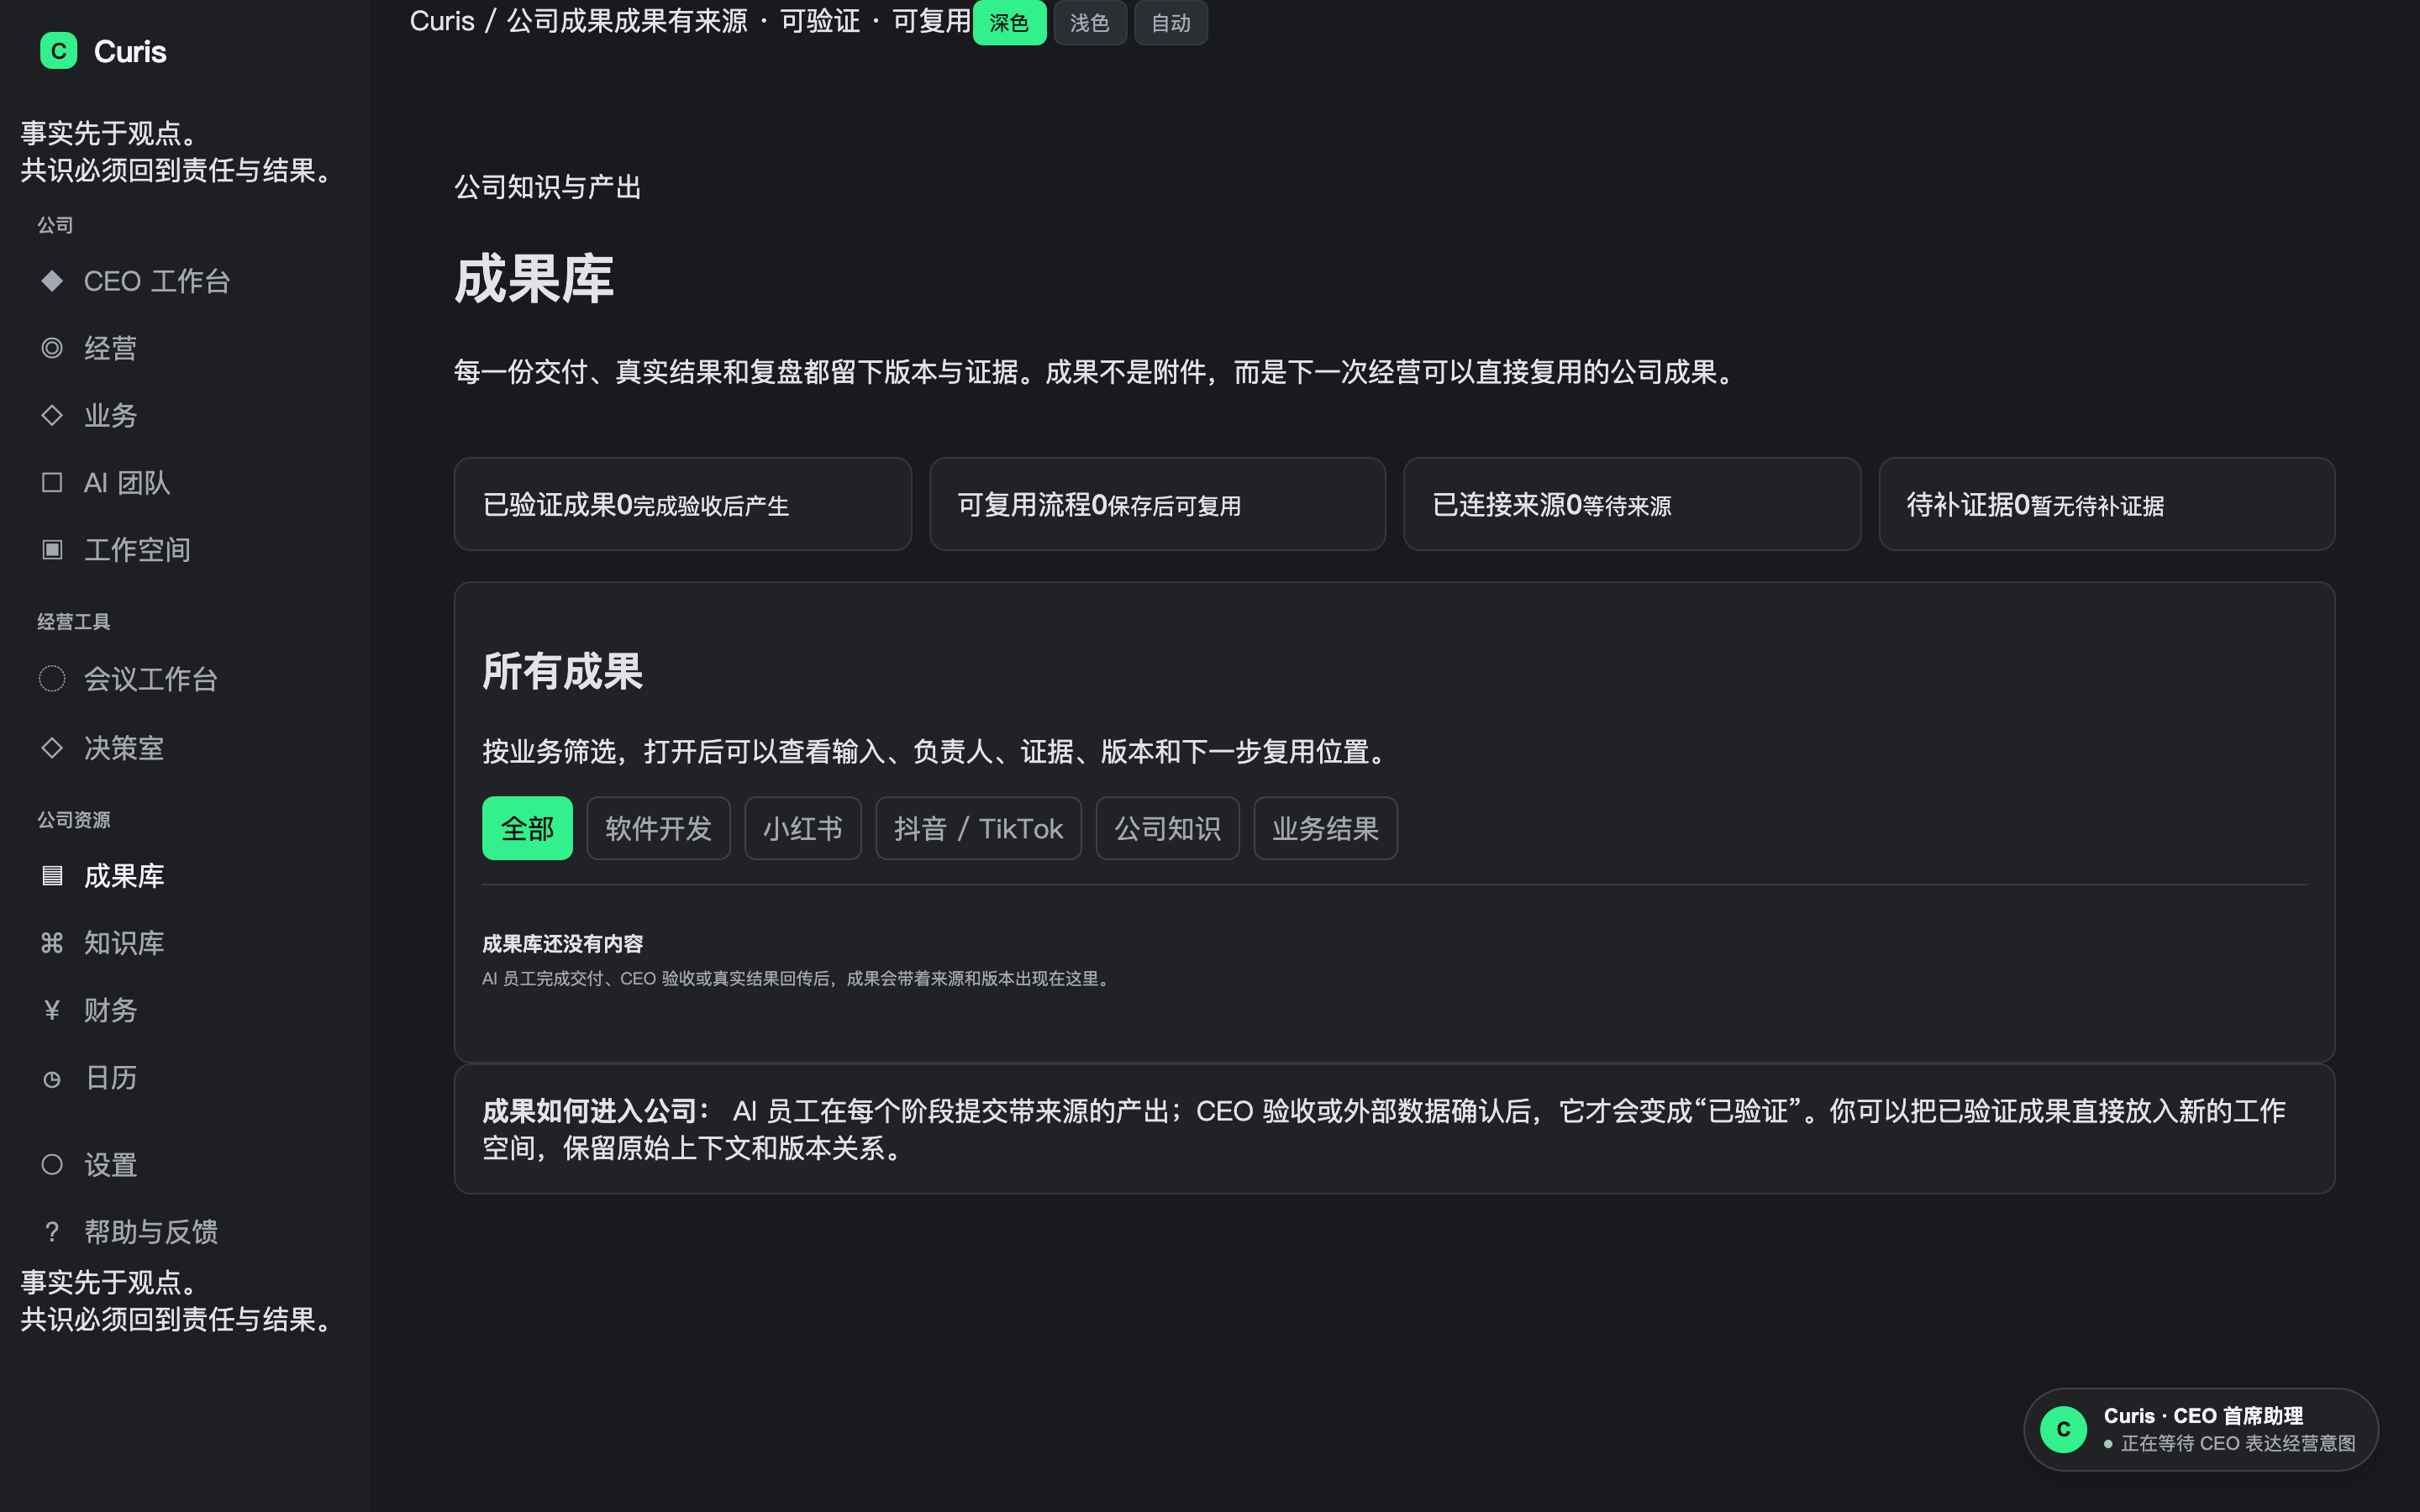 C Curis
事实先于观点。
共识必须回到责任与结果。
公司
CEO 工作台
经营
业务
AI 团队
工作空间
经营工具
会议工作台
决策室
公司资源
成果库
知识库
¥ 财务
日历
设置
? 帮助与反馈
事实先于观点。
共识必须回到责任与结果。
Curis / 公司成果成果有来源 · 可验证 · 可复用 深色 浅色 自动
公司知识与产出
成果库
每一份交付、真实结果和复盘都留下版本与证据。成果不是附件，而是下一次经营可以直接复用的公司成果。
已验证成果0完成验收后产生
可复用流程0保存后可复用
已连接来源0等待来源
待补证据0暂无待补证据
所有成果
按业务筛选，打开后可以查看输入、负责人、证据、版本和下一步复用位置。
全部 软件开发 小红书 抖音 / TikTok 公司知识 业务结果
成果库还没有内容
AI 员工完成交付、CEO 验收或真实结果回传后，成果会带着来源和版本出现在这里。
成果如何进入公司： AI 员工在每个阶段提交带来源的产出；CEO 验收或外部数据确认后，它才会变成“已验证”。你可以把已验证成果直接放入新的工作
空间，保留原始上下文和版本关系。
C
Curis · CEO 首席助理
正在等待 CEO 表达经营意图